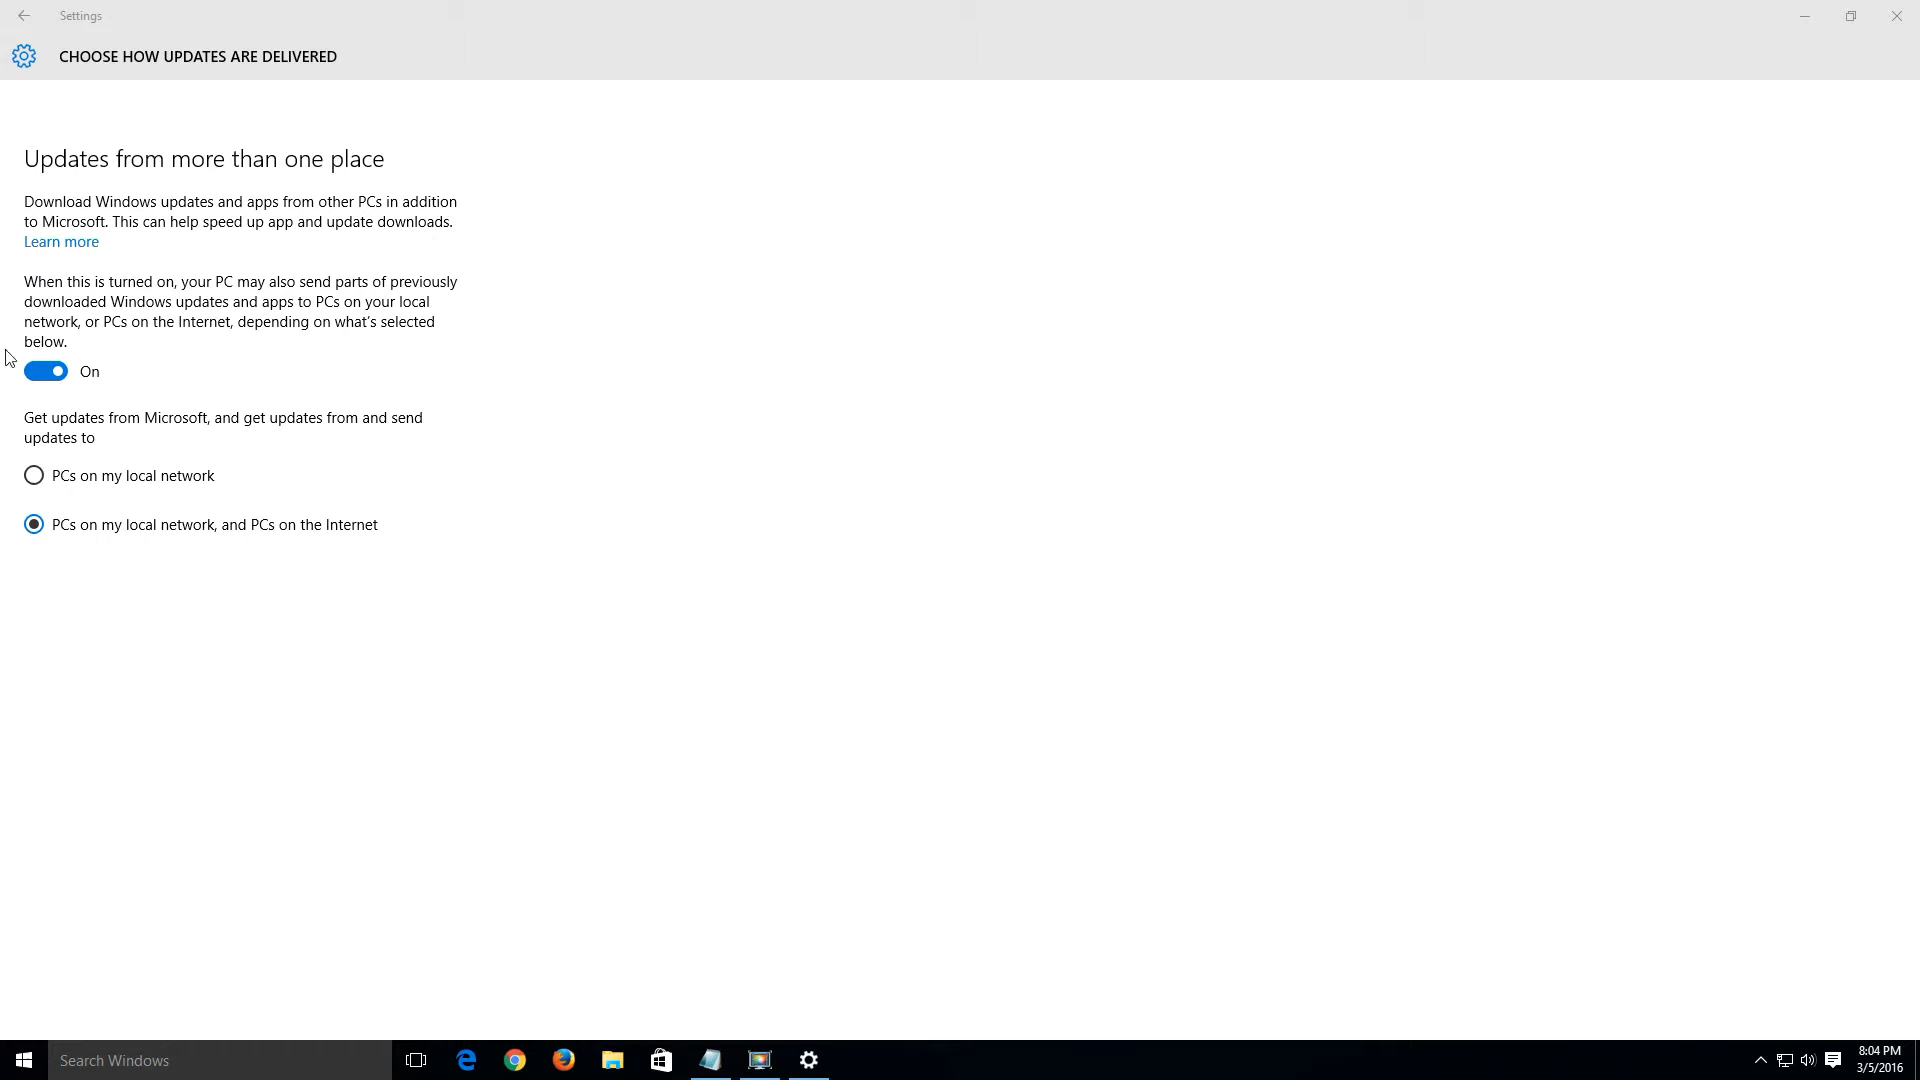 Settings
CHOOSE HOW UPDATES ARE DELIVERED
Updates from more than one place
Download Windows updates and apps from other PCs in addition
to Microsoft. This can help speed up app and update downloads.
Learn more
When this is turned on, your PC may also send parts of previously
downloaded Windows updates and apps to PCs on your local
network, or PCs on the Internet, depending on what's selected
below.
On
Get updates from Microsoft, and get updates from and send
updates to
PCs on my local network
PCs on my local network, and PCs on the Internet
Search Windows
8:04 PM
3/5/2016